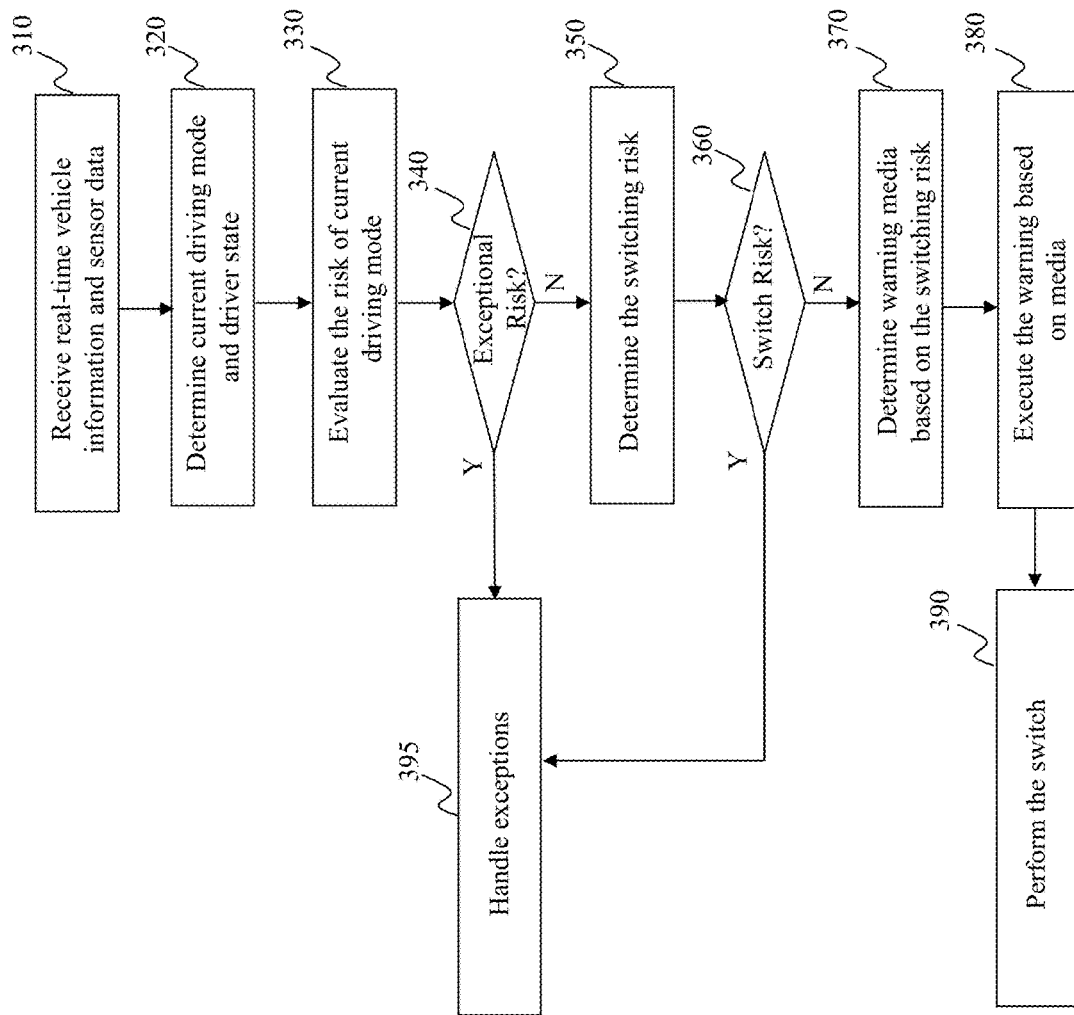 310
Receive real-time vehicle
information and sensor data
320
Determine current driving mode
and driver state
330
Evaluate the risk of current
driving mode
340
Exceptional
Risk?
Y
N
350
Determine the switching risk
360
Switch Risk?
Y
N
370
Determine warning media
based on the switching risk
380
Execute the warning based
on media
390
Perform the switch
395
Handle exceptions